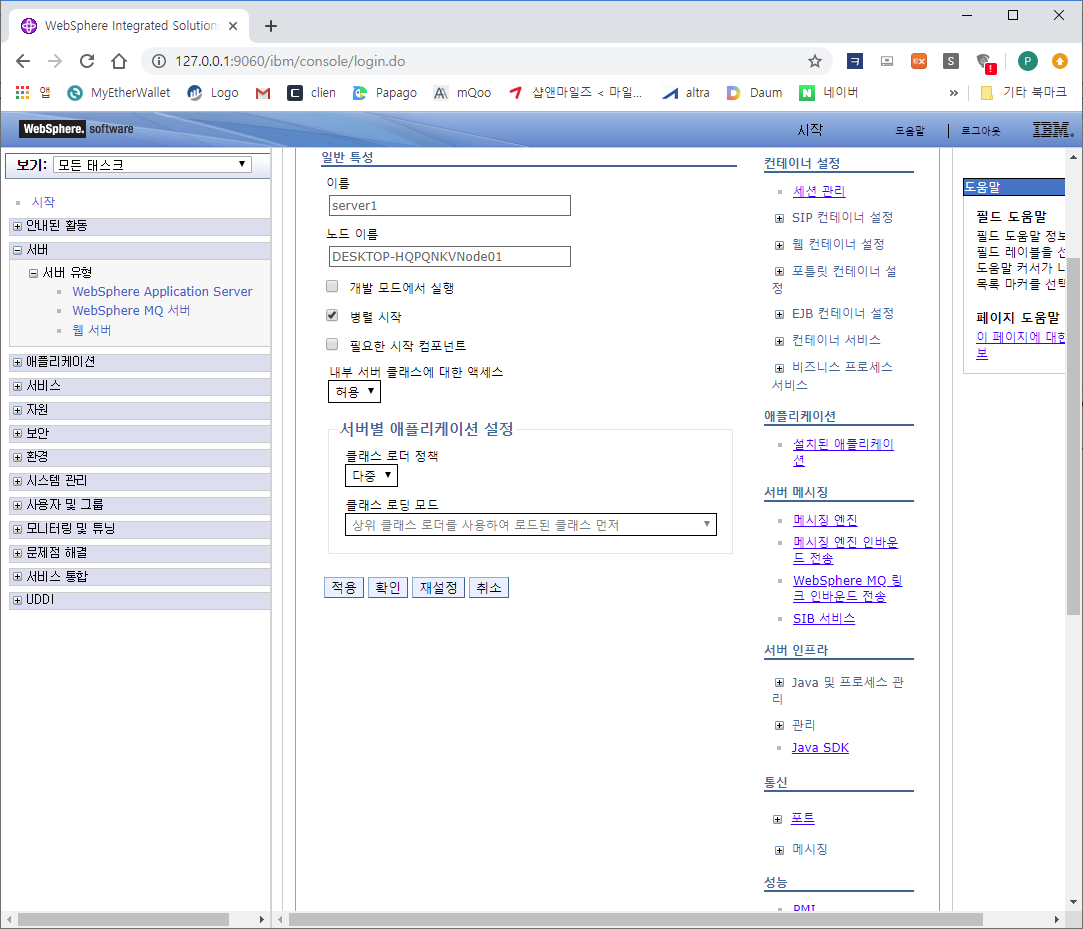 WebSphere Integrated Solution
127.0.0.1:9060/ibm/console/login.do
P
앱
MyEtherWallet
Logo
clien
Papago
mQoo
샵앤마일즈 < 마일...
altra
Daum
네이버
»
기타 북마크
WebSphere. software
시작
도움말
로그아웃
IBM.
보기: 모든 태스크
시작
안내된 활동
서버
서버 유형
WebSphere Application Server
WebSphere MQ 서버
웹 서버
애플리케이션
서비스
자원
보안
환경
시스템 관리
사용자 및 그룹
모니터링 및 튜닝
문제점 해결
서비스 통합
UDDI
일반 특성
이름
server1
노드 이름
DESKTOP-HQPQNKVNode01
개발 모드에서 실행
병렬 시작
필요한 시작 컴포넌트
내부 서버 클래스에 대한 액세스
허용
서버별 애플리케이션 설정
클래스 로더 정책
다중
클래스 로딩 모드
상위 클래스 로더를 사용하여 로드된 클래스 먼저
적용 확인 재설정 취소
컨테이너 설정
세션 관리
SIP 컨테이너 설정
웹 컨테이너 설정
포틀릿 컨테이너 설
정
EJB 컨테이너 설정
컨테이너 서비스
비즈니스 프로세스
서비스
애플리케이션
설치된 애플리케이
션
서버 메시징
메시징 엔진
메시징 엔진 인바운
드 전송
WebSphere MQ 링
크 인바운드 전송
SIB 서비스
서버 인프라
Java 및 프로세스 관
리
관리
Java SDK
통신
포트
메시징
성능
PMI
도움말
필드 도움말
필드 도움말 정보
필드 레이블을 선
도움말 커서가 나
목록 마커를 선택
페이지 도움말
이 페이지에 대한
보